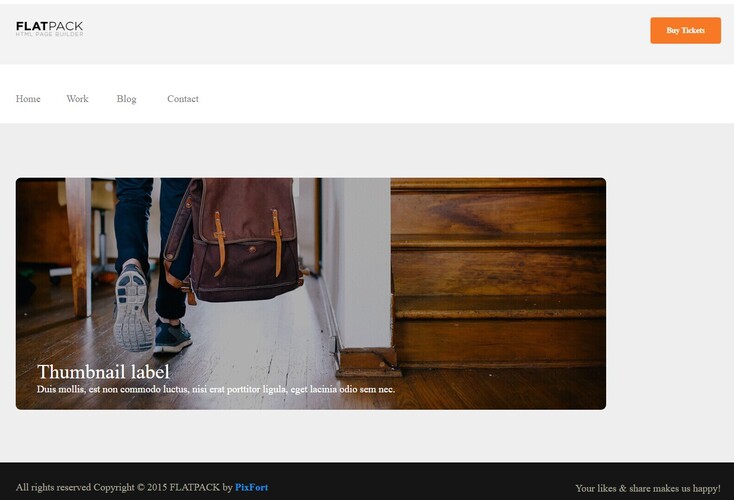 FLATPACK
HTML PAGE BUILDER
Buy Tickets
Home Work Blog Contact
Thumbnail label
Duis mollis, est non commodo luctus, nisi erat porttitor ligula, eget lacinia odio sem nec.
All rights reserved Copyright © 2015 FLATPACK by PixFort
Your likes & share makes us happy!